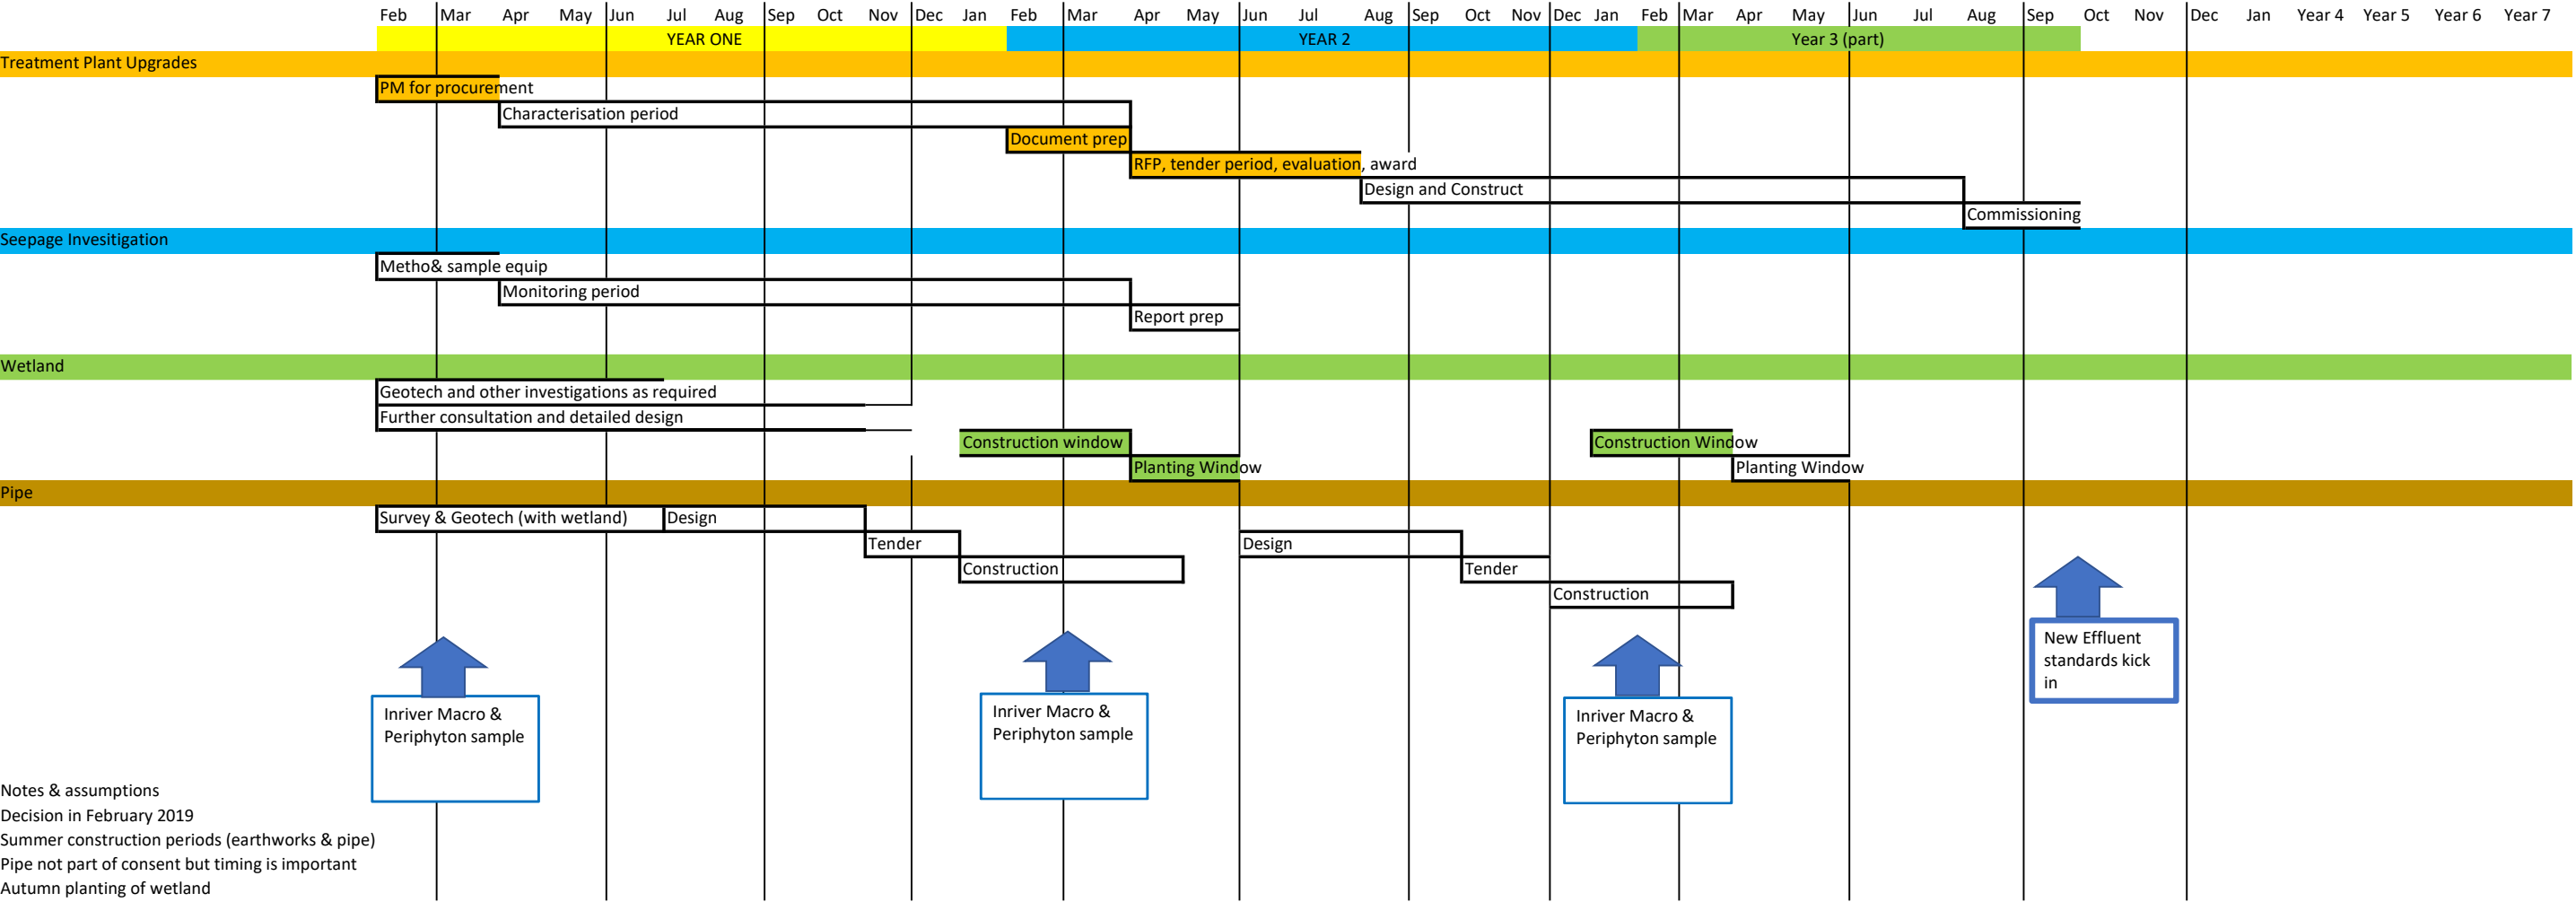 Feb Mar Apr May Jun Jul Aug Sep Oct Nov Dec Jan Feb Mar Apr May Jun Jul Aug Sep Oct Nov Dec Jan Feb Mar Apr May Jun Jul Aug Sep Oct Nov Dec Jan Year 4 Year 5 Year 6 Year 7
YEAR ONE YEAR 2 Year 3 (part)
Treatment Plant Upgrades
PM for procurement
Characterisation period
Document prep
RFP, tender period, evaluation, award
Design and Construct
Commissioning
Seepage Invesitigation
Metho& sample equip
Monitoring period
Report prep
Wetland
Geotech and other investigations as required
Further consultation and detailed design
Construction window Construction Window
Planting Window Planting Window
Pipe
Survey & Geotech (with wetland) Design
Tender Design
Construction Tender
Construction
New Effluent
standards kick
in
Inriver Macro &
Periphyton sample
Inriver Macro &
Periphyton sample
Inriver Macro &
Periphyton sample
Notes & assumptions
Decision in February 2019
Summer construction periods (earthworks & pipe)
Pipe not part of consent but timing is important
Autumn planting of wetland